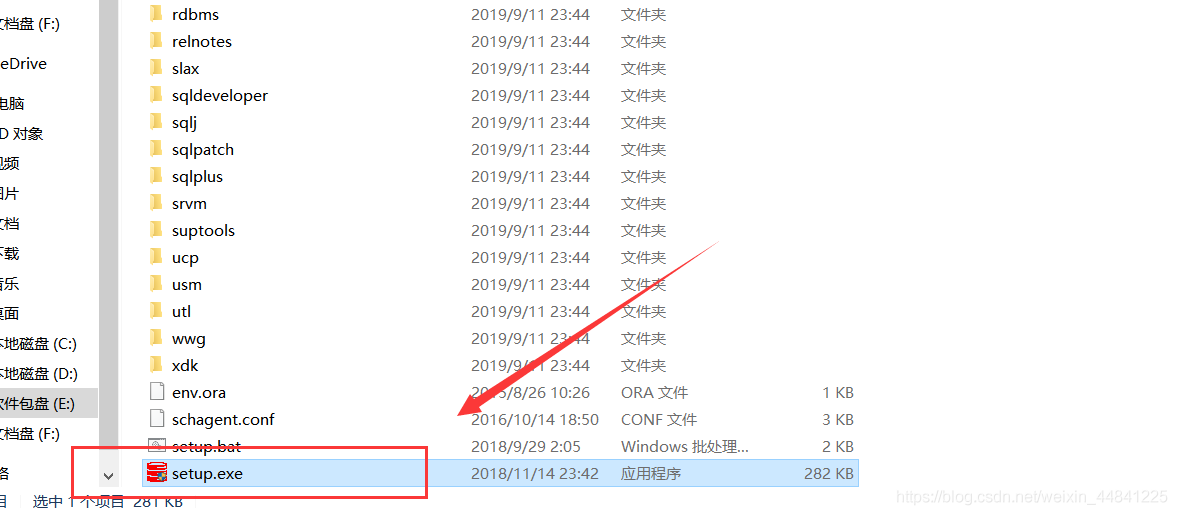 文档盘 (F:)
eDrive
电脑
D 对象
视频
图片
文档
下载
音乐
桌面
本地磁盘 (C:)
本地磁盘 (D:)
软件包盘 (E:)
文档盘 (F:)
络
rdbms 2019/9/11 23:44 文件夹
relnotes 2019/9/11 23:44 文件夹
slax 2019/9/11 23:44 文件夹
sqldeveloper 2019/9/11 23:44 文件夹
sqlj 2019/9/11 23:44 文件夹
sqlpatch 2019/9/11 23:44 文件夹
sqlplus 2019/9/11 23:44 文件夹
srvm 2019/9/11 23:44 文件夹
suptools 2019/9/11 23:44 文件夹
ucp 2019/9/11 23:44 文件夹
usm 2019/9/11 23:44 文件夹
utl 2019/9/11 23:44 文件夹
wwg 2019/9/11 23:44 文件夹
xdk 2019/9/11 23:44 文件夹
env.ora 2015/8/26 10:26 ORA 文件 1 KB
schagent.conf 2016/10/14 18:50 CONF 文件 3 KB
setup.bat 2018/9/29 2:05 Windows 批处理... 2 KB
setup.exe 2018/11/14 23:42 应用程序 282 KB
目 选中 1 个项目 281 KB
https://blog.csdn.net/weixin_44841225